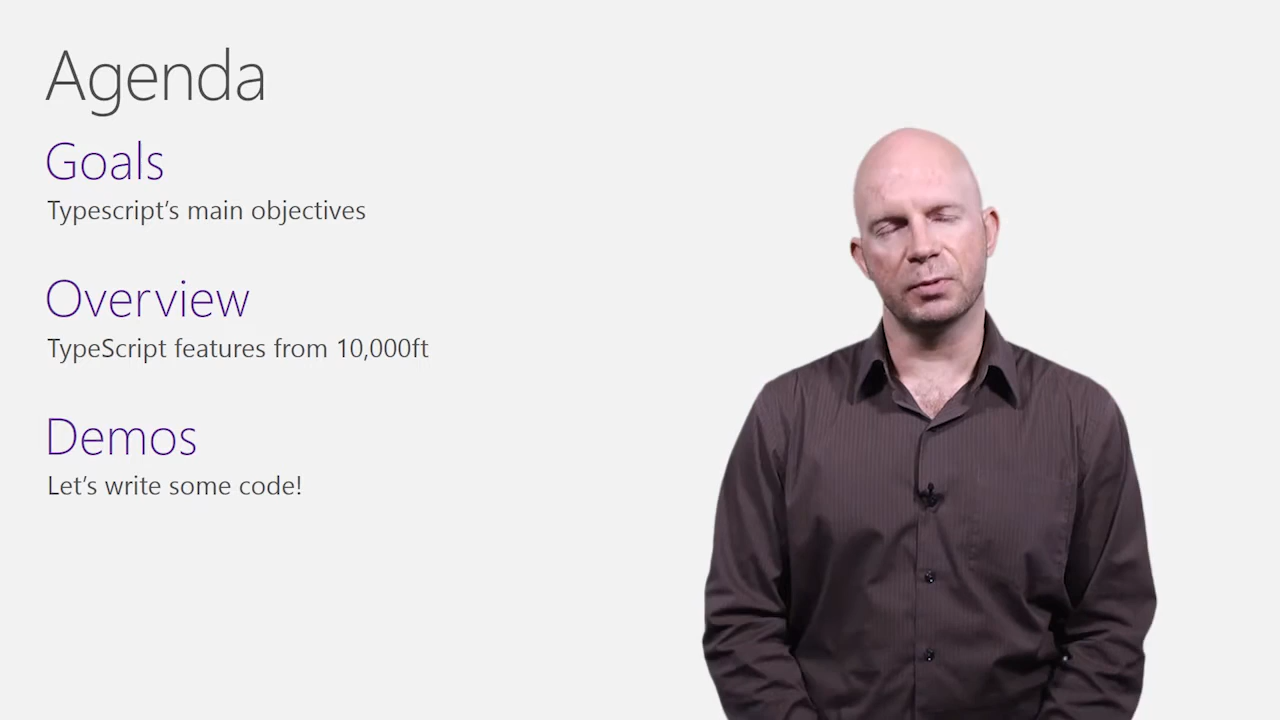 Agenda
Goals
Typescript’s main objectives
Overview
TypeScript features from 10,000ft
Demos
Let’s write some code!